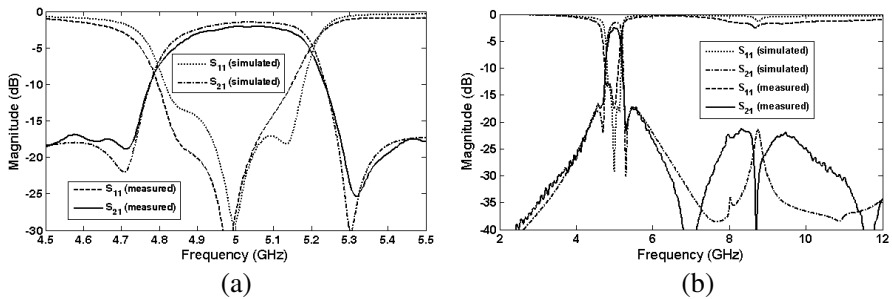 0
-5
-10
-15
-20
-25
-30
4.5 4.6 4.7 4.8 4.9 5 5.1 5.2 5.3 5.4 5.5
Magnitude (dB)
Frequency (GHz)
S11 (simulated)
S21 (simulated)
S11 (measured)
S21 (measured)
(a)
0
-5
-10
-15
-20
-25
-30
-35
-40
2 4 6 8 10 12
Magnitude (dB)
Frequency (GHz)
S11 (simulated)
S21 (simulated)
S11 (measured)
S21 (measured)
(b)